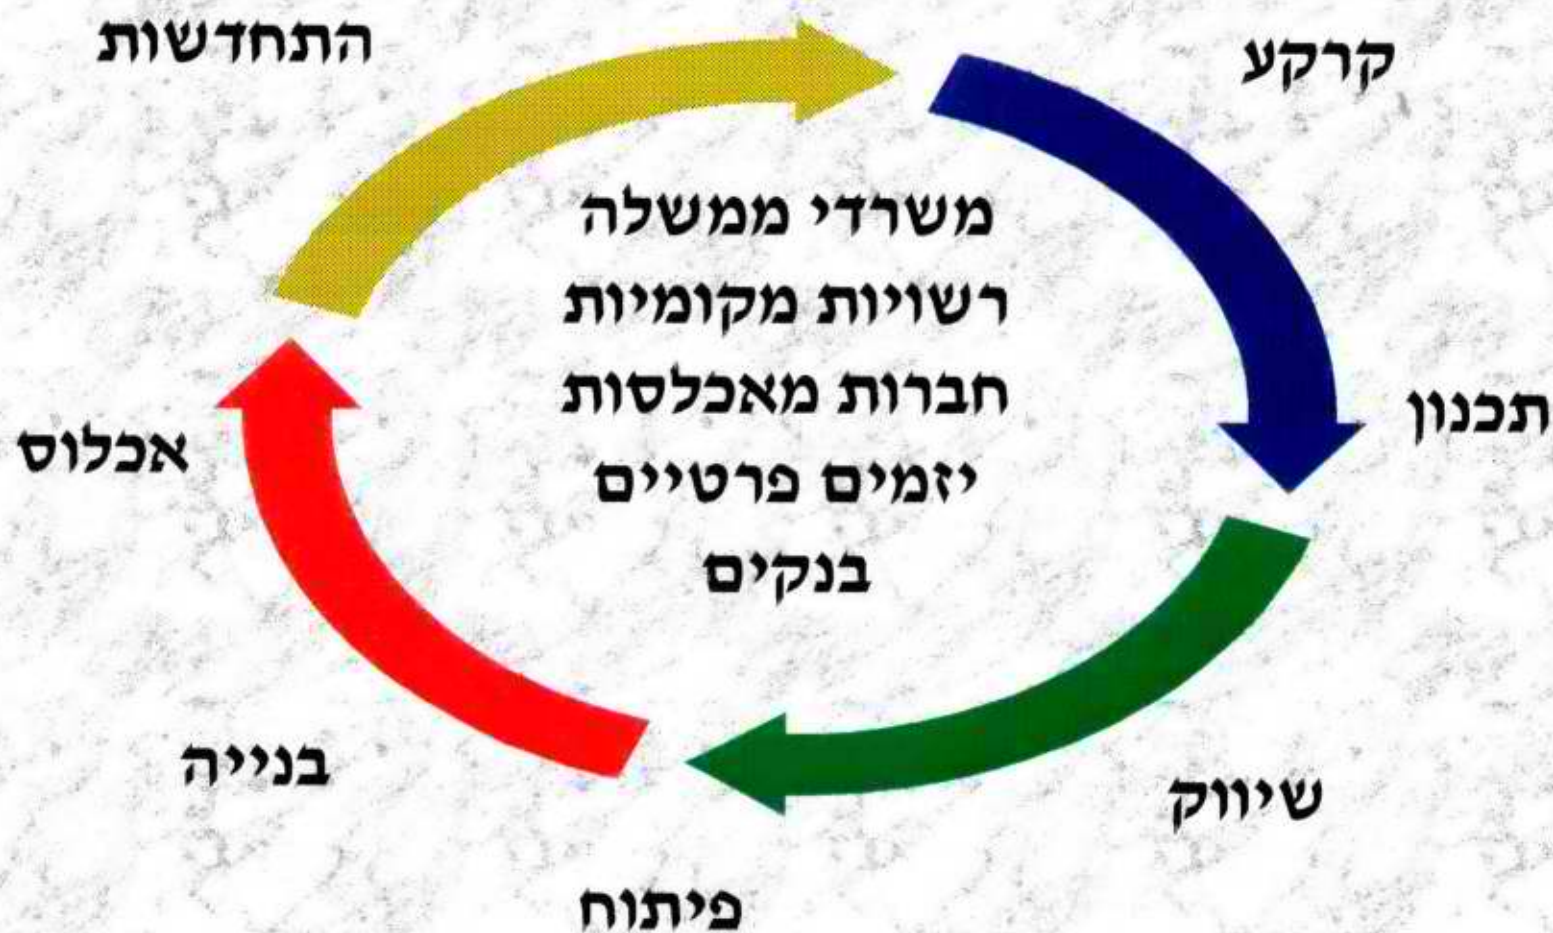 קרקע
תכנון
שיווק
פיתוח
בנייה
אכלוס
התחדשות
משרדי ממשלה
רשויות מקומיות
חברות מאכלסות
יזמים פרטיים
בנקים